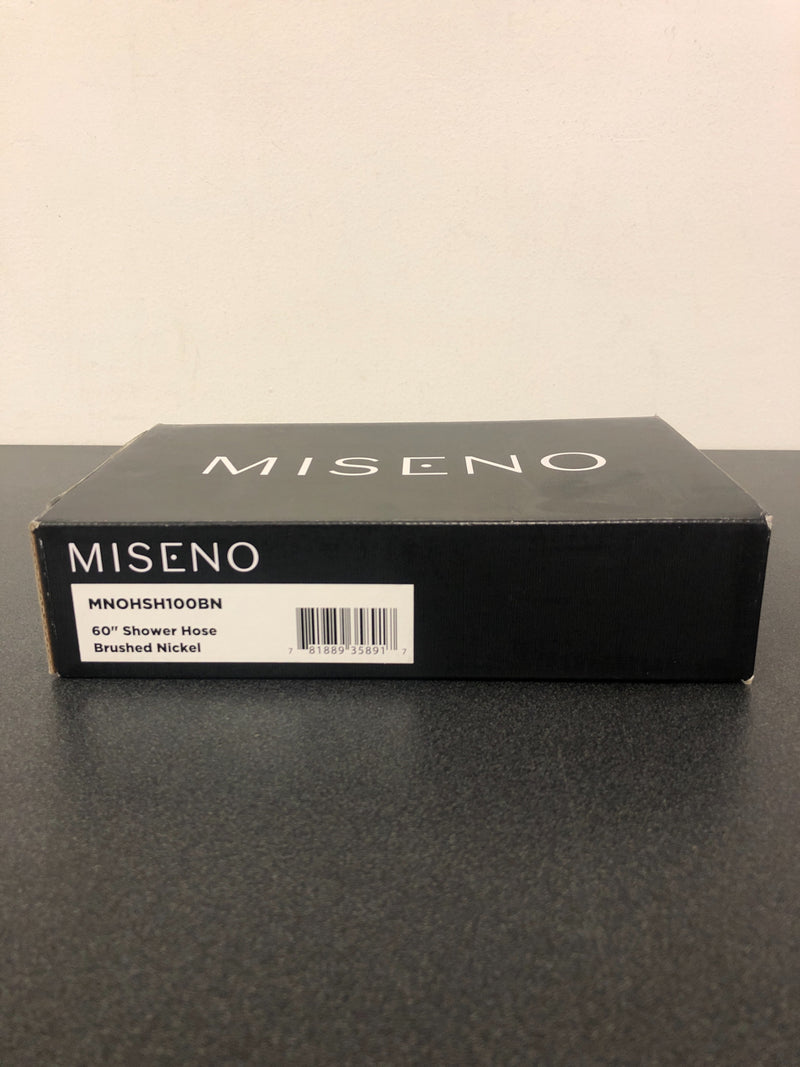 MISENO
MISENO
MNOHSH100BN
60" Shower Hose
Brushed Nickel
7 81889 35891 7